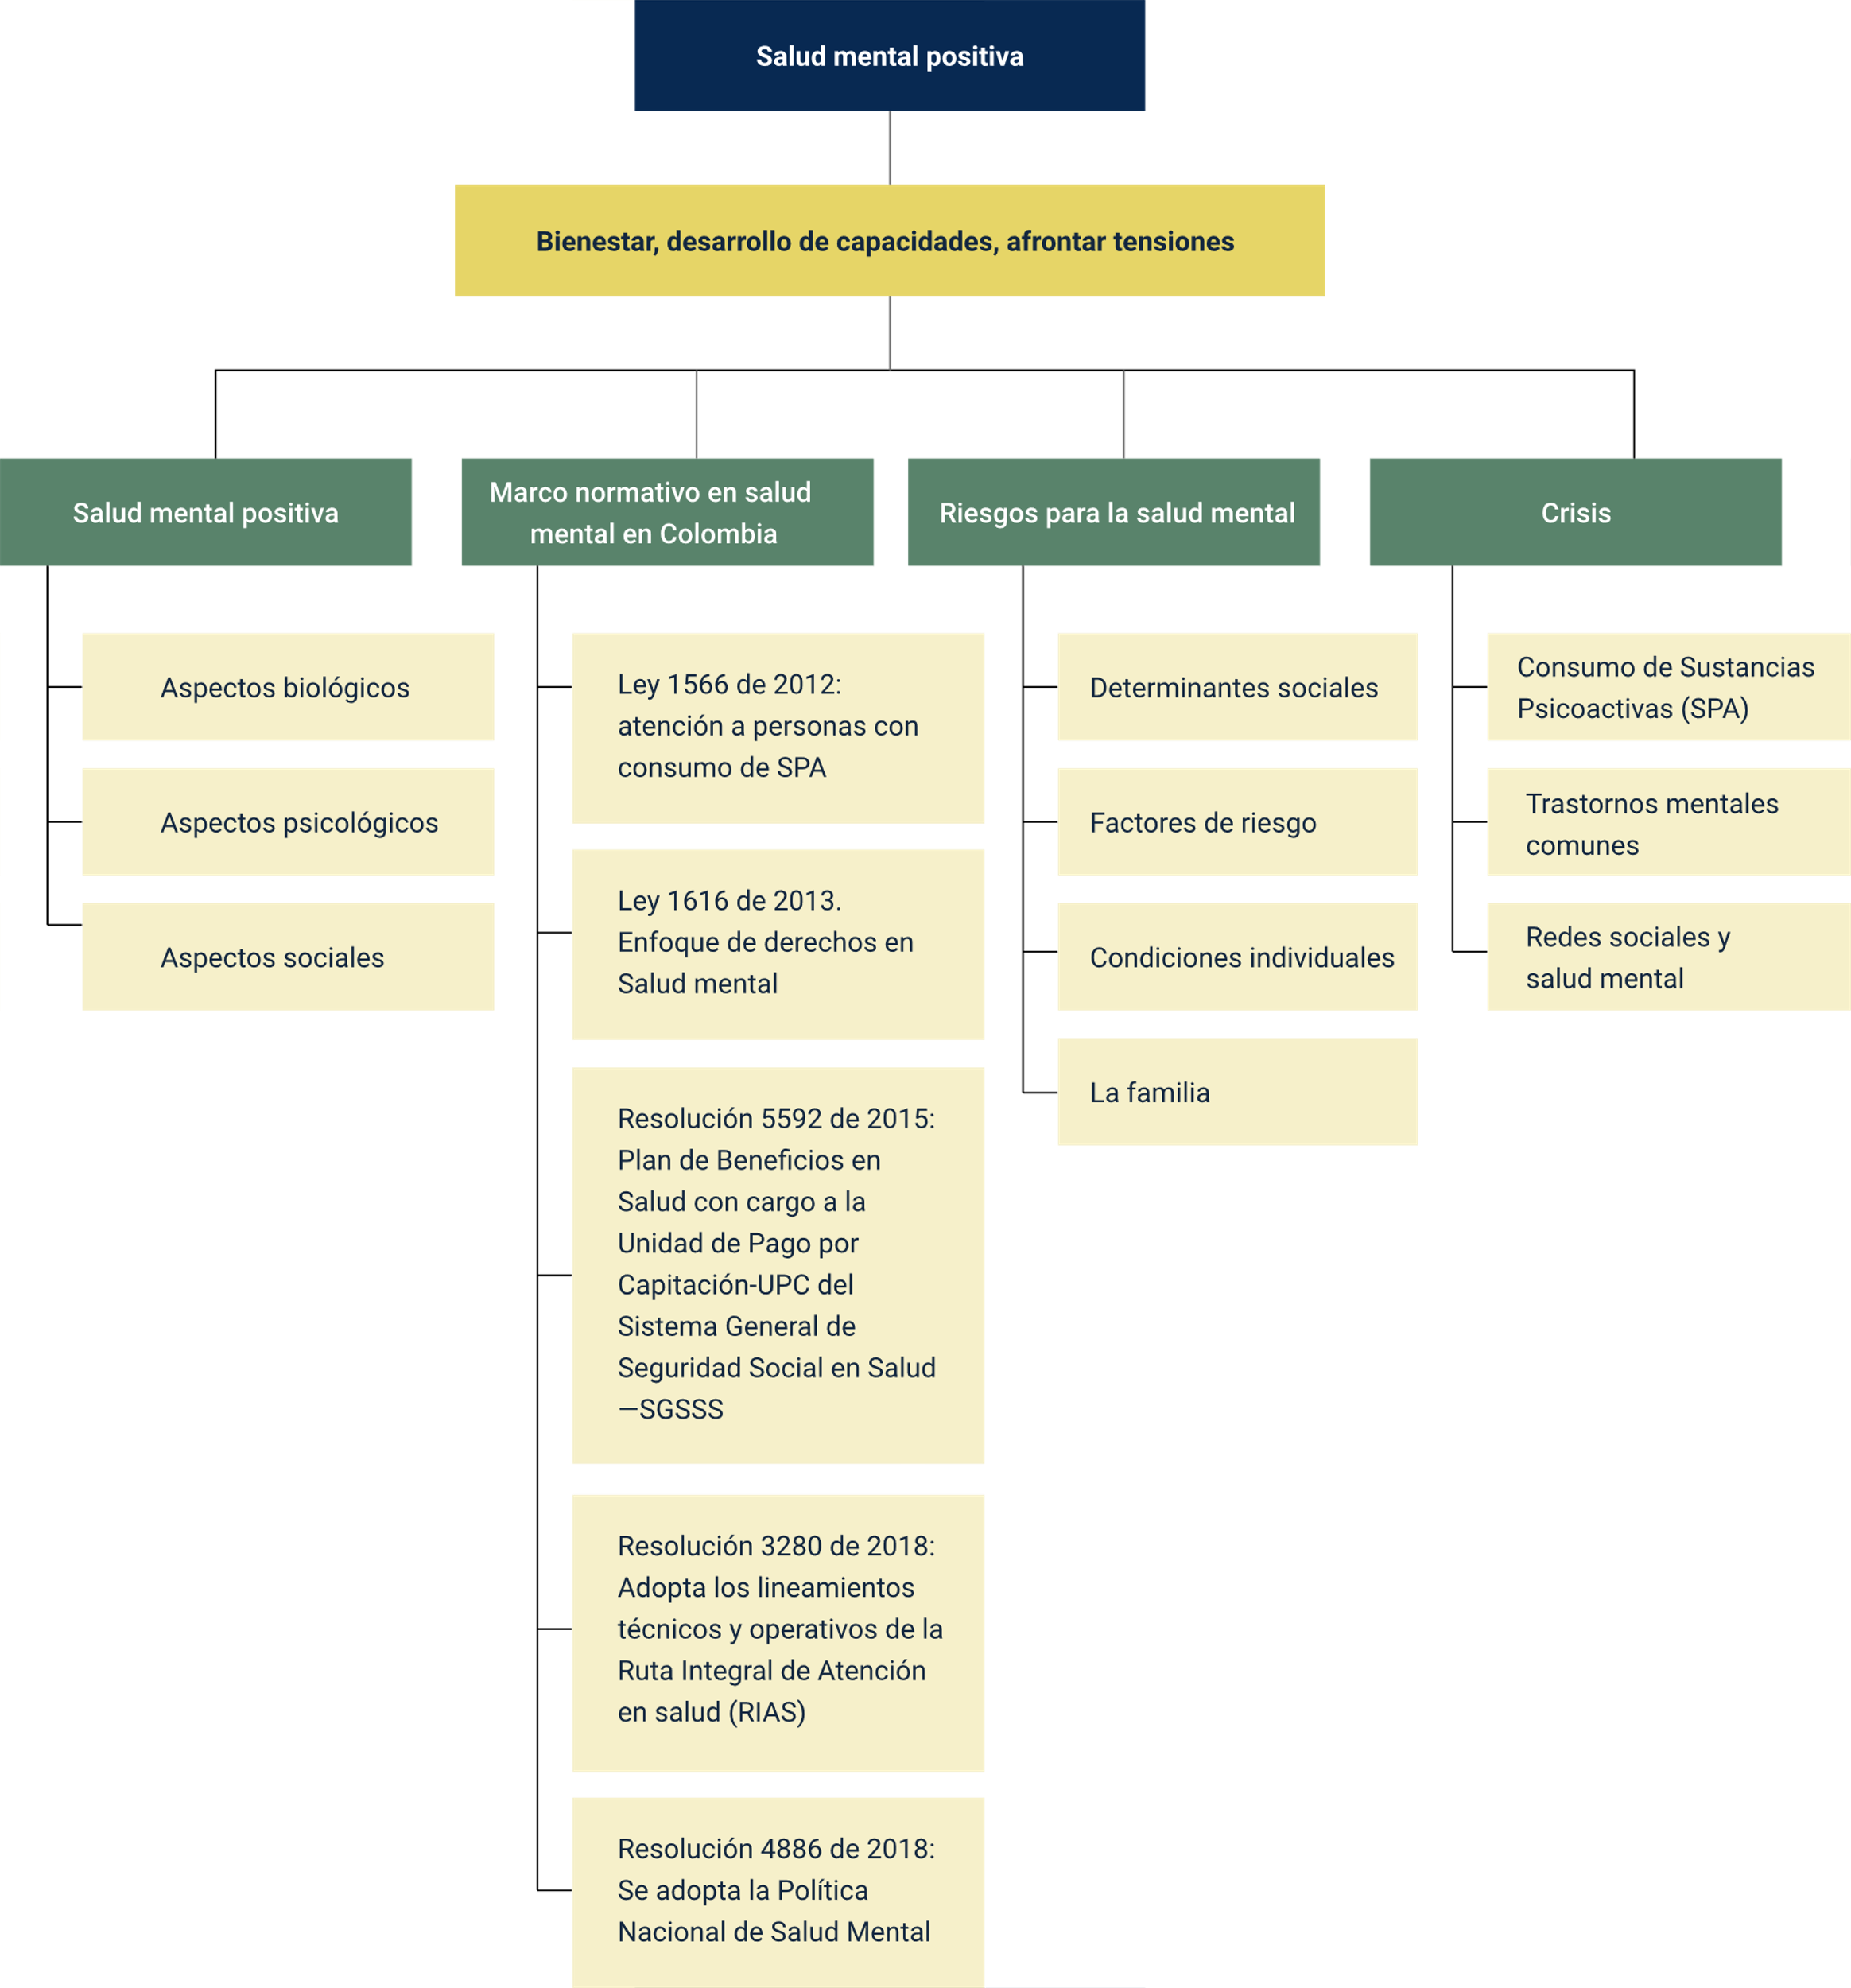 Salud mental positiva
Bienestar, desarrollo de capacidades, afrontar tensiones
Salud mental positiva
Aspectos biológicos
Aspectos psicológicos
Aspectos sociales
Marco normativo en salud
mental en Colombia
Ley 1566 de 2012:
atención a personas con
consumo de SPA
Ley 1616 de 2013.
Enfoque de derechos en
Salud mental
Resolución 5592 de 2015:
Plan de Beneficios en
Salud con cargo a la
Unidad de Pago por
Capitación-UPC del
Sistema General de
Seguridad Social en Salud
—SGSSS
Resolución 3280 de 2018:
Adopta los lineamientos
técnicos y operativos de la
Ruta Integral de Atención
en salud (RIAS)
Resolución 4886 de 2018:
Se adopta la Política
Nacional de Salud Mental
Riesgos para la salud mental
Determinantes sociales
Factores de riesgo
Condiciones individuales
La familia
Crisis
Consumo de Sustancias
Psicoactivas (SPA)
Trastornos mentales
comunes
Redes sociales y
salud mental